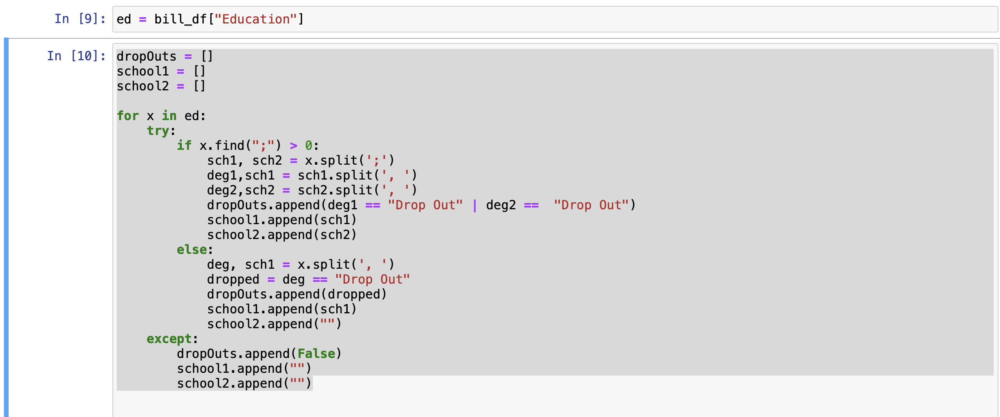 In [9]: ed = bill_df["Education"]
In [10]: dropOuts = []
school1 = []
school2 = []

for x in ed:
    try:
        if x.find(";") > 0:
            sch1, sch2 = x.split(';')
            deg1,sch1 = sch1.split(', ')
            deg2,sch2 = sch2.split(', ')
            dropOuts.append(deg1 == "Drop Out" | deg2 ==  "Drop Out")
            school1.append(sch1)
            school2.append(sch2)
        else:
            deg, sch1 = x.split(', ')
            dropped = deg == "Drop Out"
            dropOuts.append(dropped)
            school1.append(sch1)
            school2.append("")
    except:
        dropOuts.append(False)
        school1.append("")
        school2.append("")